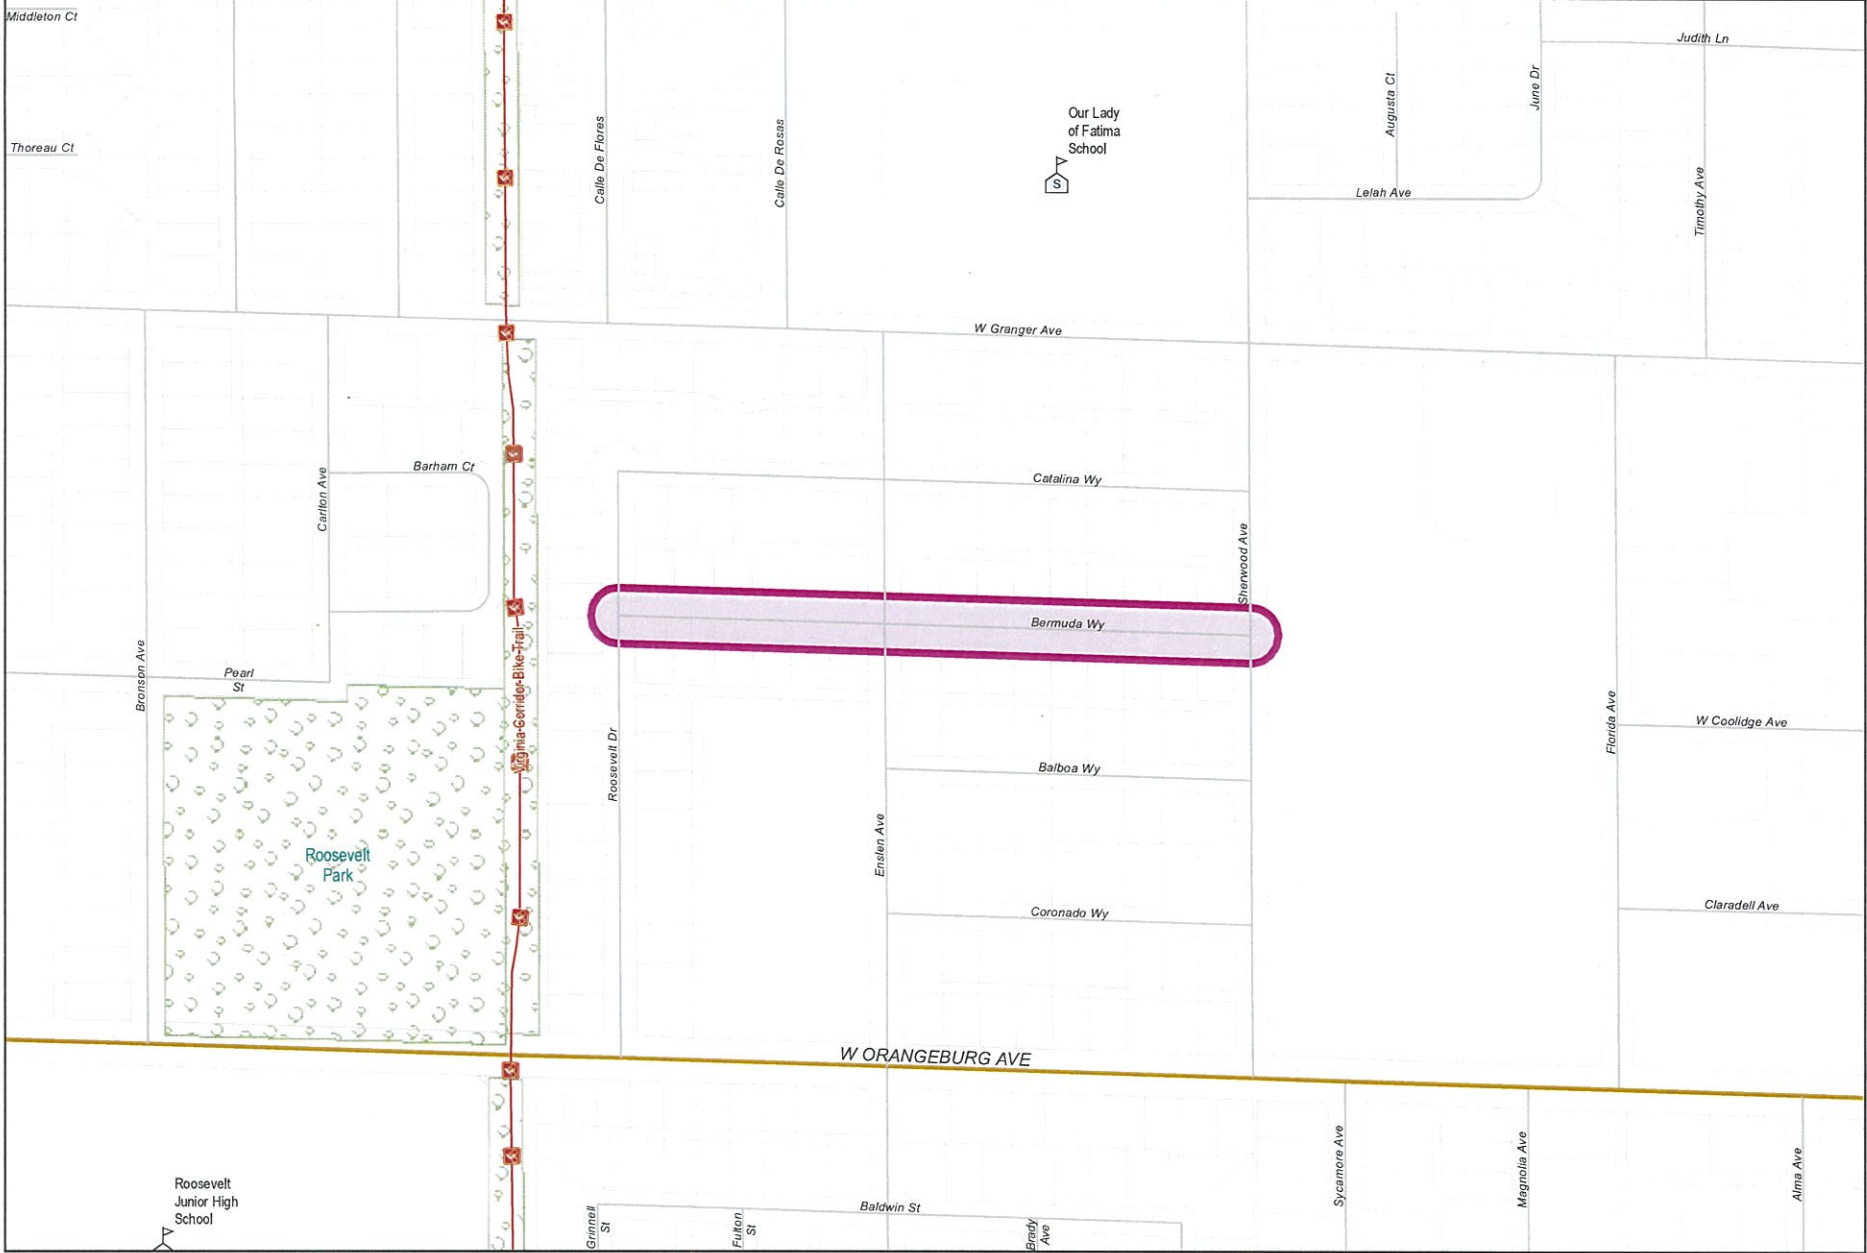 Middleton Ct
Judith Ln
June Dr
Augusta Ct
Our Lady
of Fatima
School
S
Calle De Flores
Calle De Rosas
Thoreau Ct
Lelah Ave
Timothy Ave
W Granger Ave
Barham Ct
Carlton Ave
Catalina Wy
Sherwood Ave
Bermuda Wy
Virginia-Corridor-Bike-Trail
Bronson Ave
Pearl
St
Roosevelt Dr
Florida Ave
W Coolidge Ave
Balboa Wy
Enslen Ave
Roosevelt
Park
Coronado Wy
Claradell Ave
W ORANGEBURG AVE
Sycamore Ave
Magnolia Ave
Alma Ave
Roosevelt
Junior High
School
Baldwin St
Grinnell
St
Fulton
St
Brady
Ave